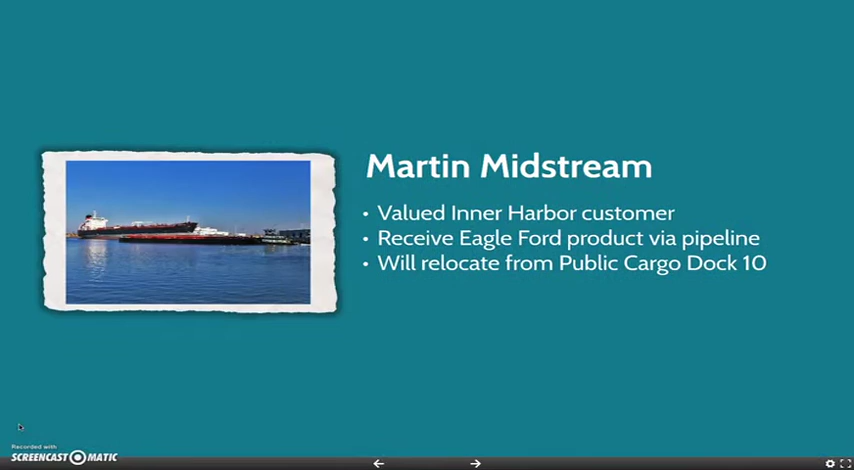 Martin Midstream
• Valued Inner Harbor customer
• Receive Eagle Ford product via pipeline
• Will relocate from Public Cargo Dock 10
Recorded with
SCREENCAST MATIC